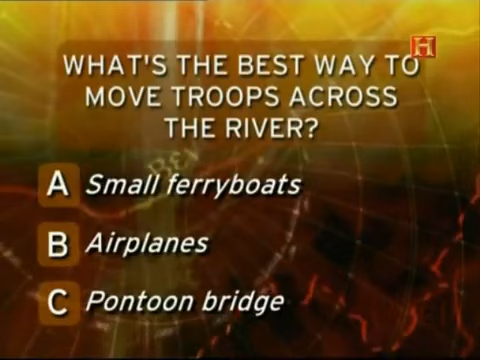 H
WHAT'S THE BEST WAY TO
MOVE TROOPS ACROSS
THE RIVER?
A Small ferryboats
B Airplanes
C Pontoon bridge